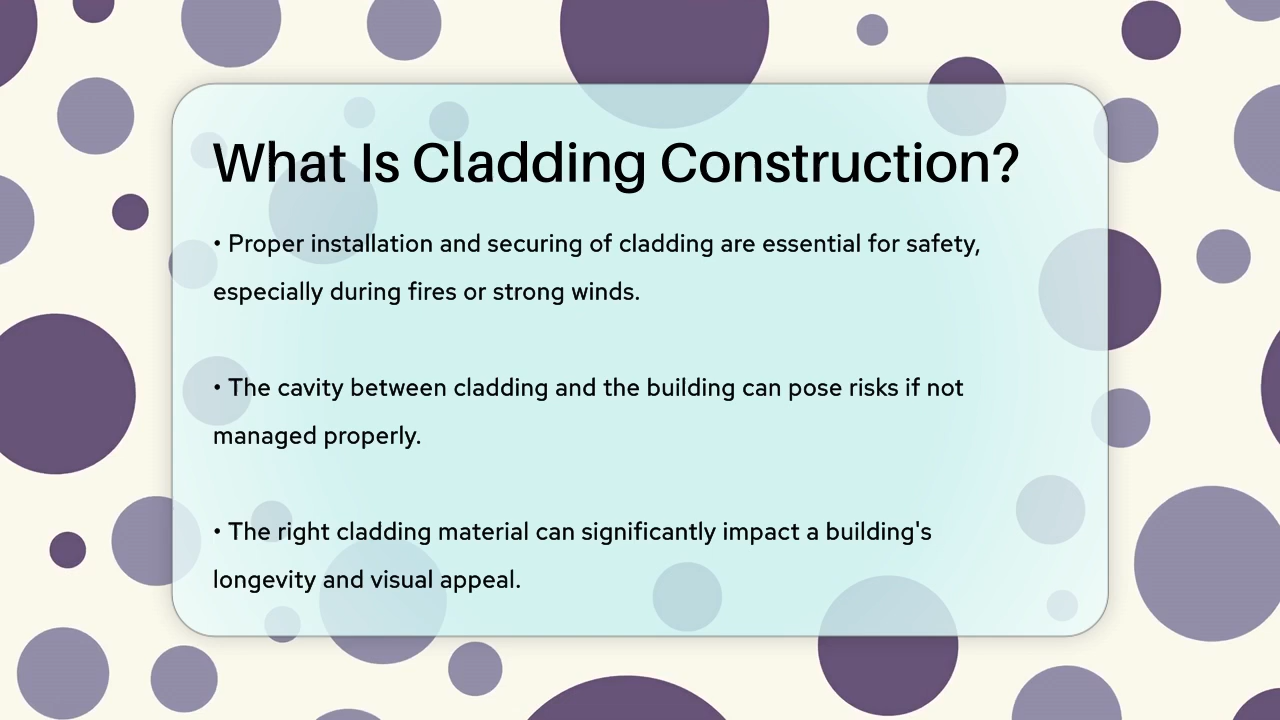 What Is Cladding Construction?
• Proper installation and securing of cladding are essential for safety,
especially during fires or strong winds.
• The cavity between cladding and the building can pose risks if not
managed properly.
• The right cladding material can significantly impact a building's
longevity and visual appeal.